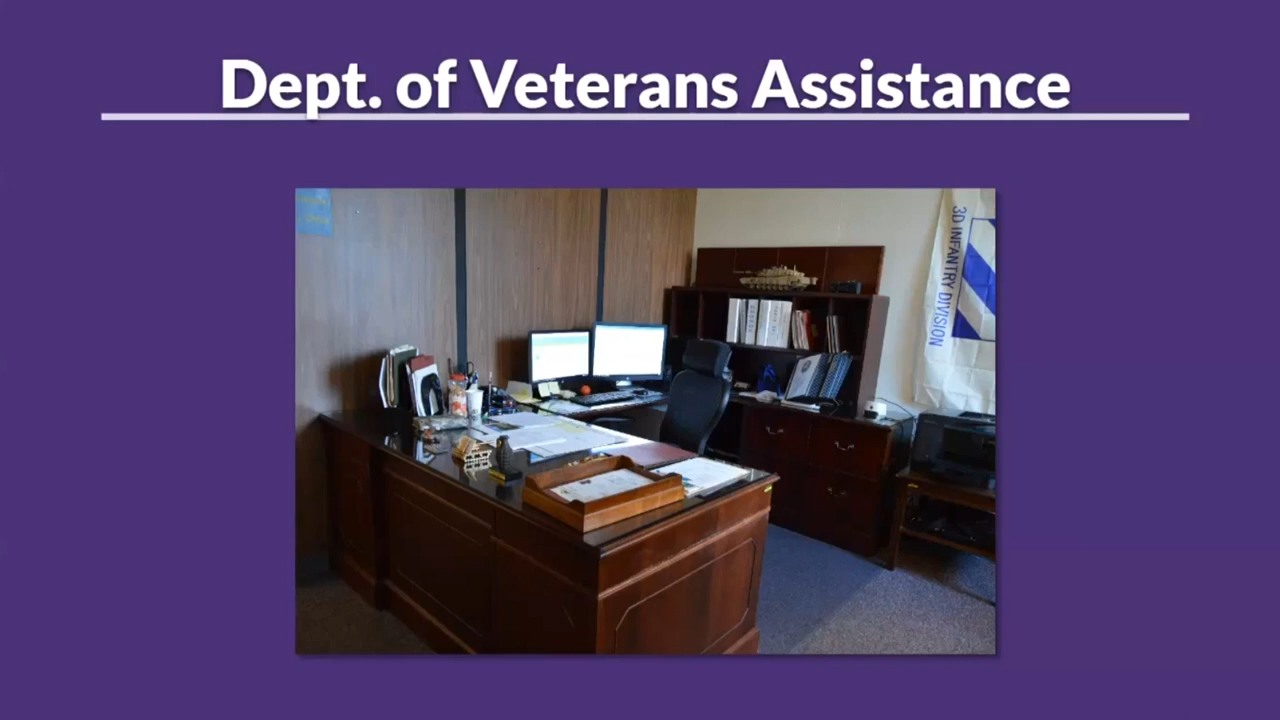 Dept. of Veterans Assistance
3D INFANTRY DIVISION